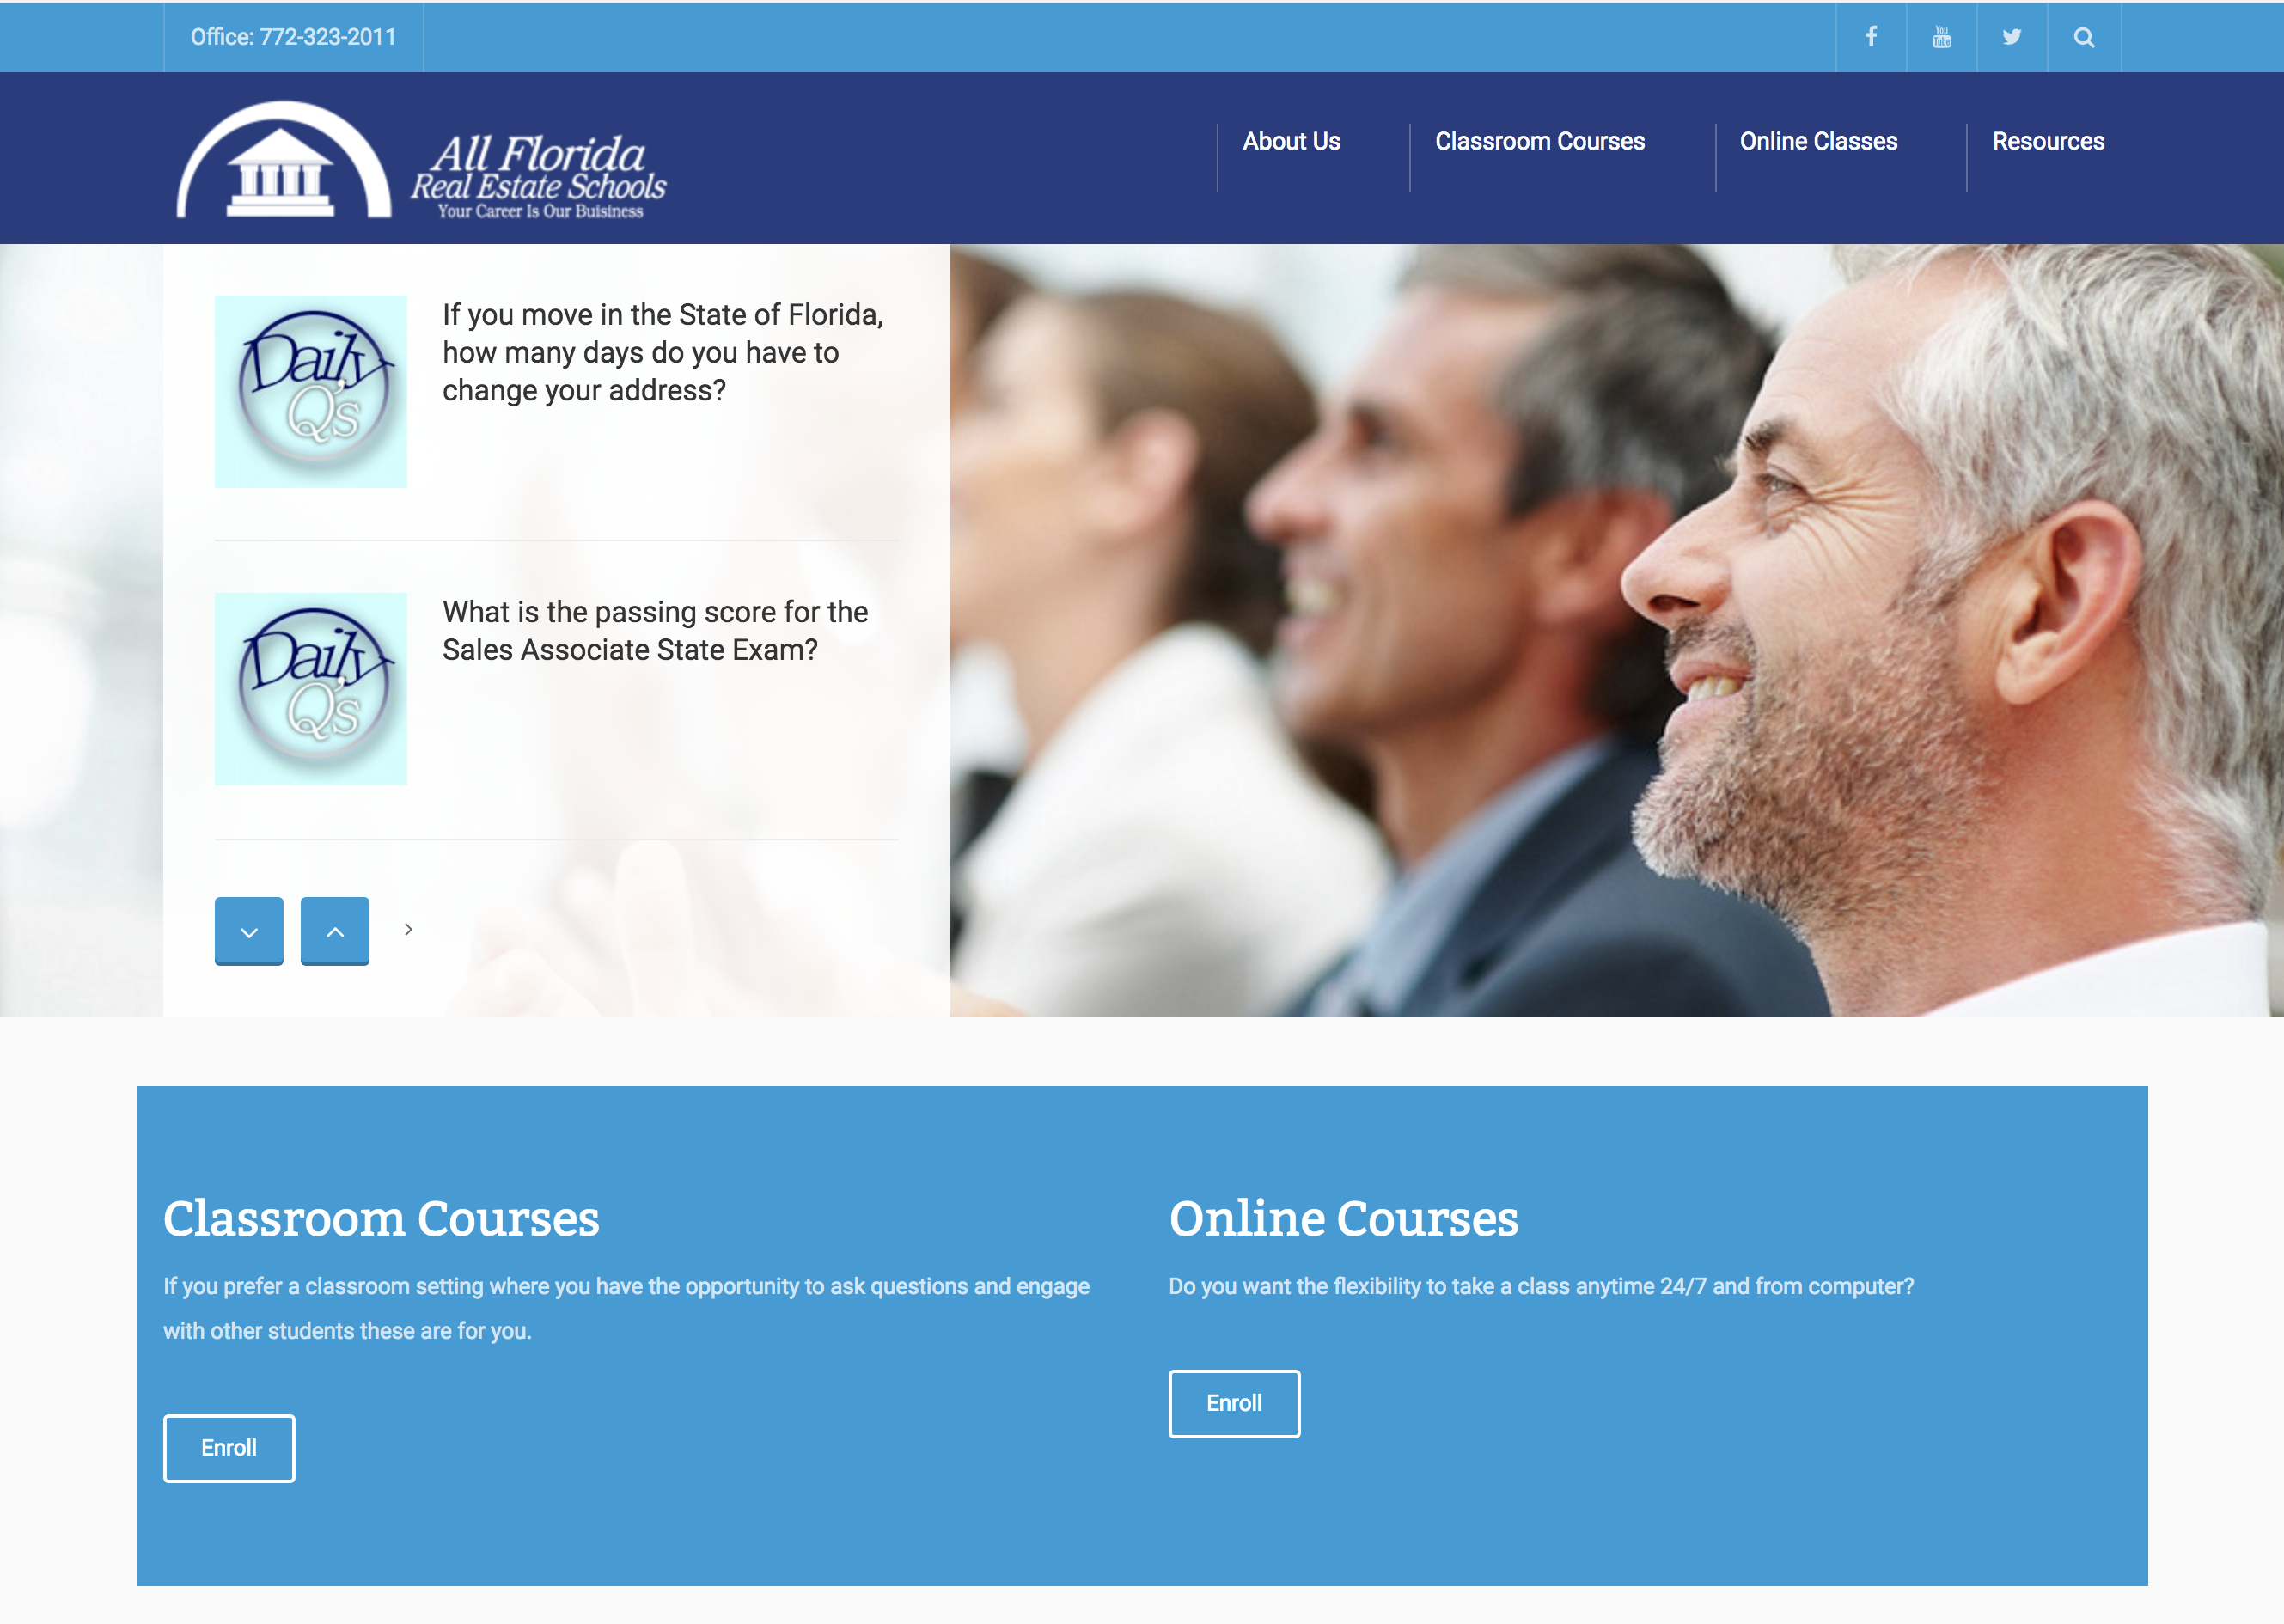 Office: 772-323-2011
You
Tube
All Florida
Real Estate Schools
Your Career Is Our Buisiness
About Us
Classroom Courses
Online Classes
Resources
Daily
Q's
If you move in the State of Florida,
how many days do you have to
change your address?
Daily
Q's
What is the passing score for the
Sales Associate State Exam?
Classroom Courses
If you prefer a classroom setting where you have the opportunity to ask questions and engage
with other students these are for you.
Enroll
Online Courses
Do you want the flexibility to take a class anytime 24/7 and from computer?
Enroll